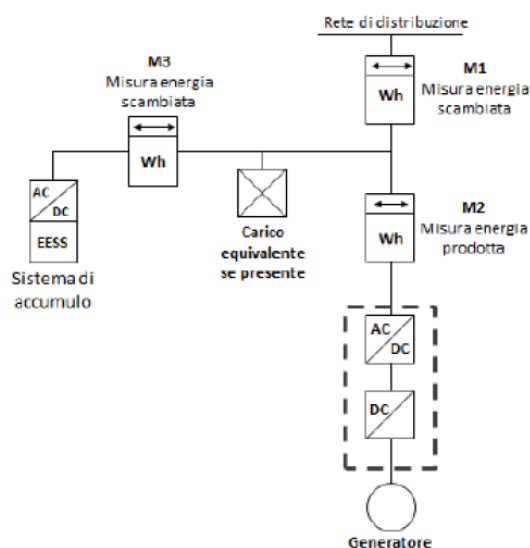 Rete di distribuzione
M3
Misura energia
scambiata
M1
Misura energia
scambiata
Wh
Wh
AC
DC
EESS
Sistema di
accumulo
Carico
equivalente
se presente
Wh
M2
Misura energia
prodotta
AC
DC
DC
Generatore